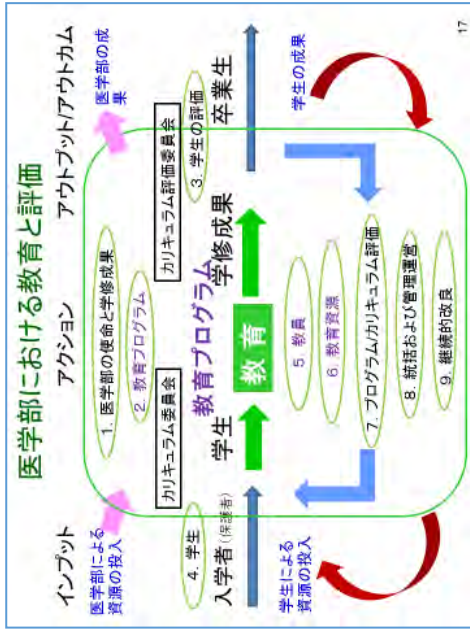 医学部における教育と評価
インプット
アクション
アウトプット/アウトカム
医学部による
資源の投入
1. 医学部の使命と学修成果
2. 教育プログラム
医学部の成
果
カリキュラム委員会
カリキュラム評価委員会
4. 学生
教育プログラム
3. 学生の評価
入学者(保護者)
学生
教育
学修成果
卒業生
5. 教員
6. 教育資源
7. プログラム/カリキュラム評価
8. 統括および管理運営
9. 継続的改良
学生による
資源の投入
学生の成果
17